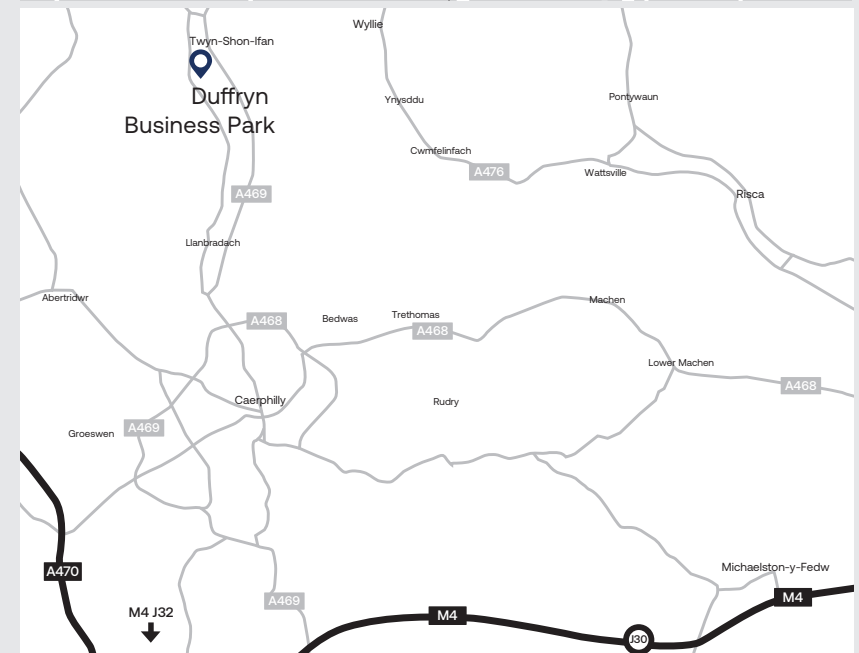 Wyllie
Twyn-Shon-Ifan
Duffryn
Business Park
Ynysddu
Pontywaun
Cwmfelinfach
A476
Wattsville
A469
Risca
Llanbradach
Abertridwr
A468
Bedwas
Trethomas
A468
Machen
Lower Machen
A468
Caerphilly
Rudry
Groeswen
A469
A470
Michaelston-y-Fedw
M4
A469
M4 J32
M4
J30